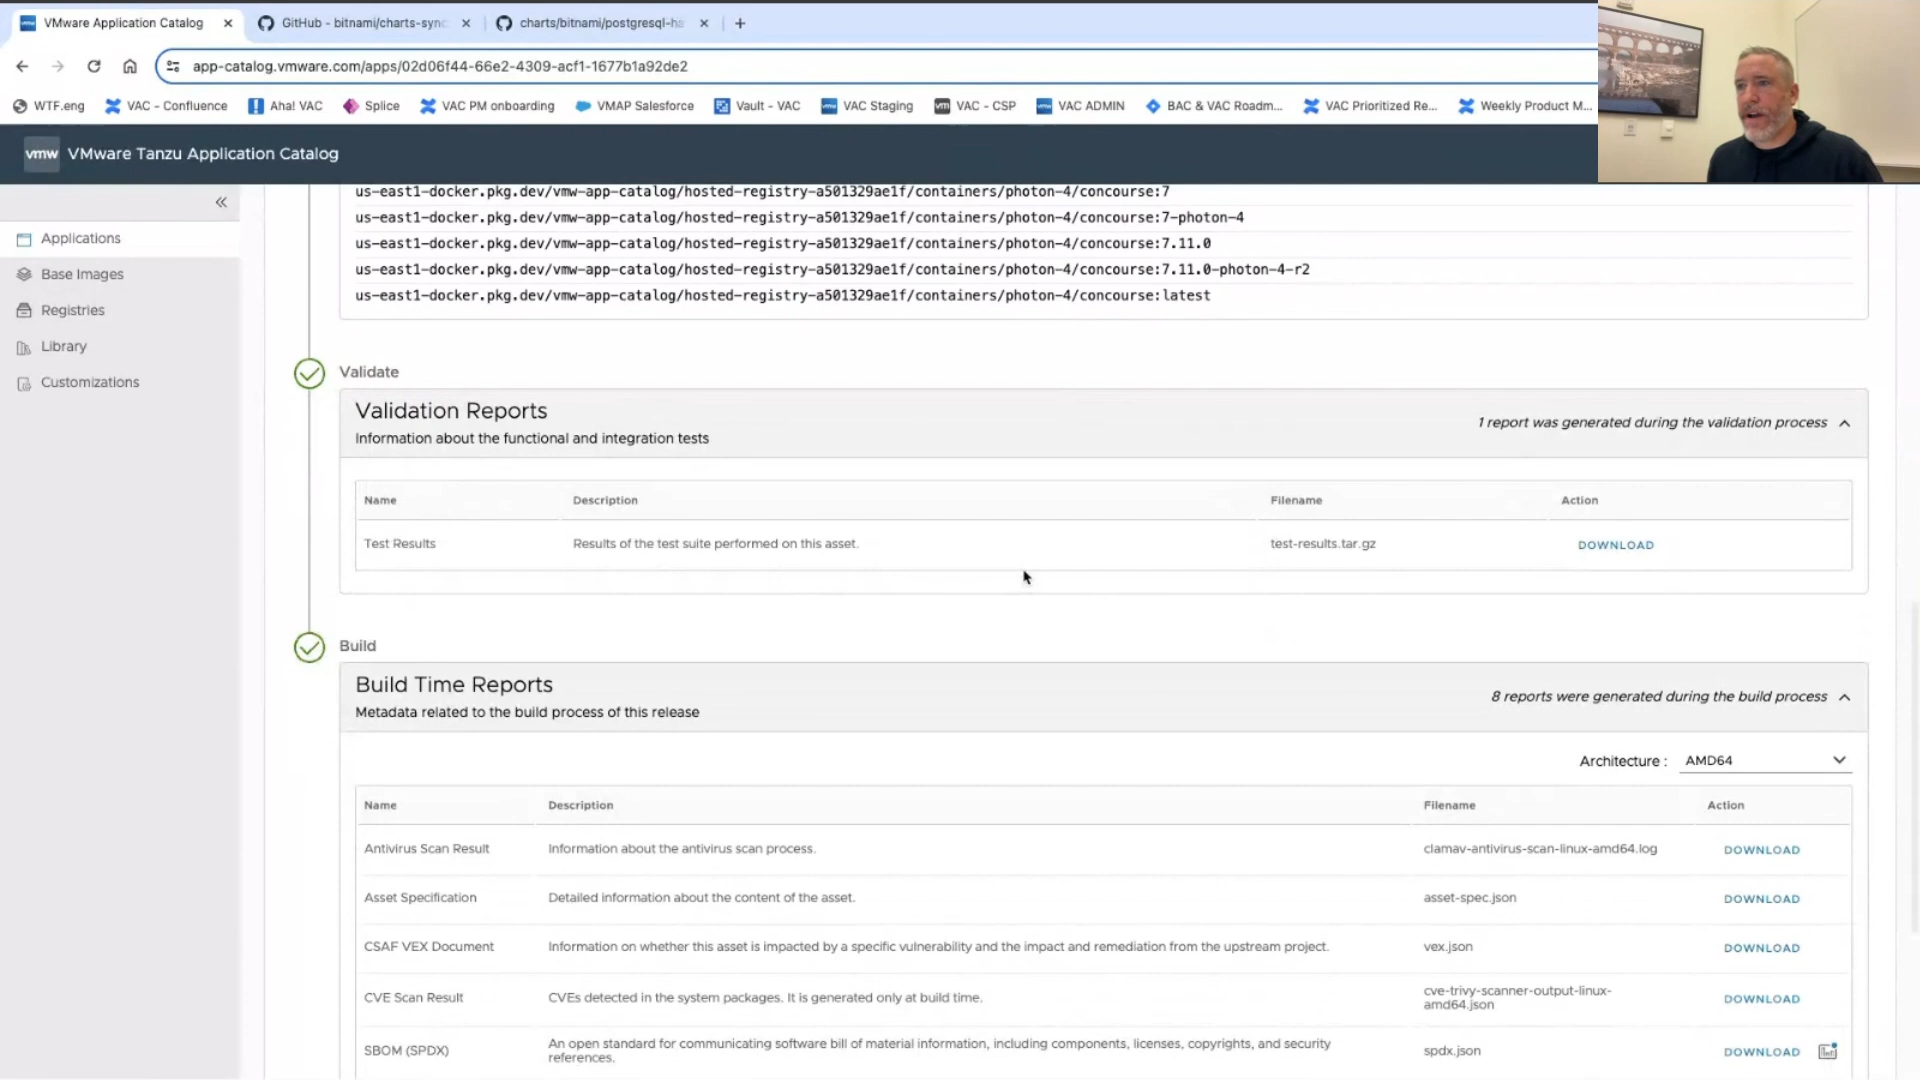 VMware Application Catalog
GitHub - bitnami/charts-sync
charts/bitnami/postgresql-ha
app-catalog.vmware.com/apps/02d06f44-66e2-4309-acf1-1677b1a92de2
WTF.eng
VAC - Confluence
Aha! VAC
Splice
VAC PM onboarding
VMAP Salesforce
Vault - VAC
VAC Staging
VAC - CSP
VAC ADMIN
BAC & VAC Roadm...
VAC Prioritized Re...
Weekly Product M...
vmw VMware Tanzu Application Catalog
Applications
Base Images
Registries
Library
Customizations
us-east1-docker.pkg.dev/vmw-app-catalog/hosted-registry-a501329ae1f/containers/photon-4/concourse:7
us-east1-docker.pkg.dev/vmw-app-catalog/hosted-registry-a501329ae1f/containers/photon-4/concourse:7-photon-4
us-east1-docker.pkg.dev/vmw-app-catalog/hosted-registry-a501329ae1f/containers/photon-4/concourse:7.11.0
us-east1-docker.pkg.dev/vmw-app-catalog/hosted-registry-a501329ae1f/containers/photon-4/concourse:7.11.0-photon-4-r2
us-east1-docker.pkg.dev/vmw-app-catalog/hosted-registry-a501329ae1f/containers/photon-4/concourse:latest
Validate
Validation Reports
Information about the functional and integration tests
1 report was generated during the validation process
Name Description Filename Action
Test Results Results of the test suite performed on this asset. test-results.tar.gz DOWNLOAD
Build
Build Time Reports
Metadata related to the build process of this release
8 reports were generated during the build process
Architecture : AMD64
Name Description Filename Action
Antivirus Scan Result Information about the antivirus scan process. clamav-antivirus-scan-linux-amd64.log DOWNLOAD
Asset Specification Detailed information about the content of the asset. asset-spec.json DOWNLOAD
CSAF VEX Document Information on whether this asset is impacted by a specific vulnerability and the impact and remediation from the upstream project. vex.json DOWNLOAD
CVE Scan Result CVEs detected in the system packages. It is generated only at build time. cve-trivy-scanner-output-linux-
amd64.json DOWNLOAD
SBOM (SPDX) An open standard for communicating software bill of material information, including components, licenses, copyrights, and security
references. spdx.json DOWNLOAD